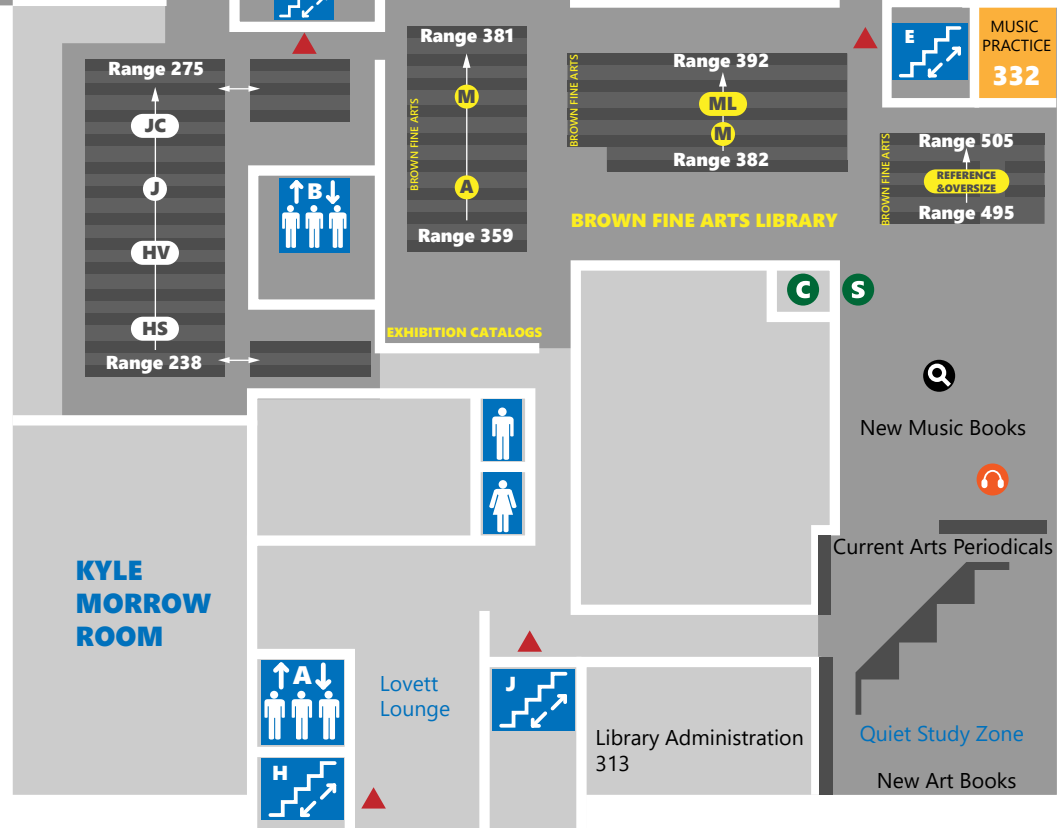 Range 275
JC
J
HV
HS
Range 238
B
Range 381
M
BROWN FINE ARTS
A
Range 359
EXHIBITION CATALOGS
BROWN FINE ARTS
Range 392
ML
M
Range 382
BROWN FINE ARTS LIBRARY
E
MUSIC
PRACTICE
332
BROWN FINE ARTS
Range 505
REFERENCE
&OVERSIZE
Range 495
C
S
New Music Books
Current Arts Periodicals
KYLE
MORROW
ROOM
A
H
Lovett
Lounge
J
Library Administration
313
Quiet Study Zone
New Art Books